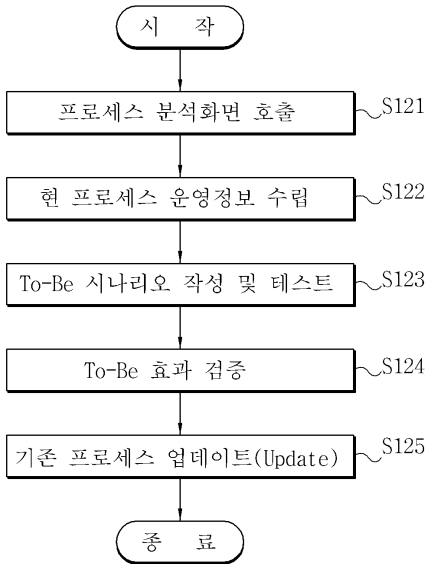 시 작
프로세스 분석화면 호출
S121
현 프로세스 운영정보 수립
S122
To-Be 시나리오 작성 및 테스트
S123
To-Be 효과 검증
S124
기존 프로세스 업데이트(Update)
S125
종 료